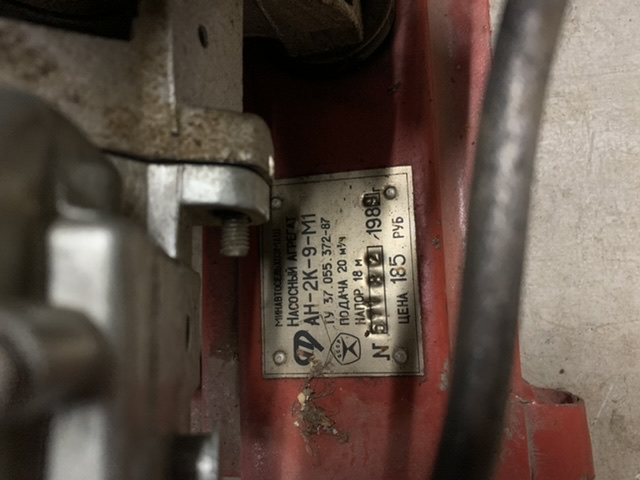 МИНАВТОСЕЛЬХОЗМАШ
НАСОСНЫЙ АГРЕГАТ
АН-2К-9-М1
ТУ 37.055.372-87
ПОДАЧА 20 м³/ч
НАПОР 18 м
N 1989г
ЦЕНА 185 РУБ